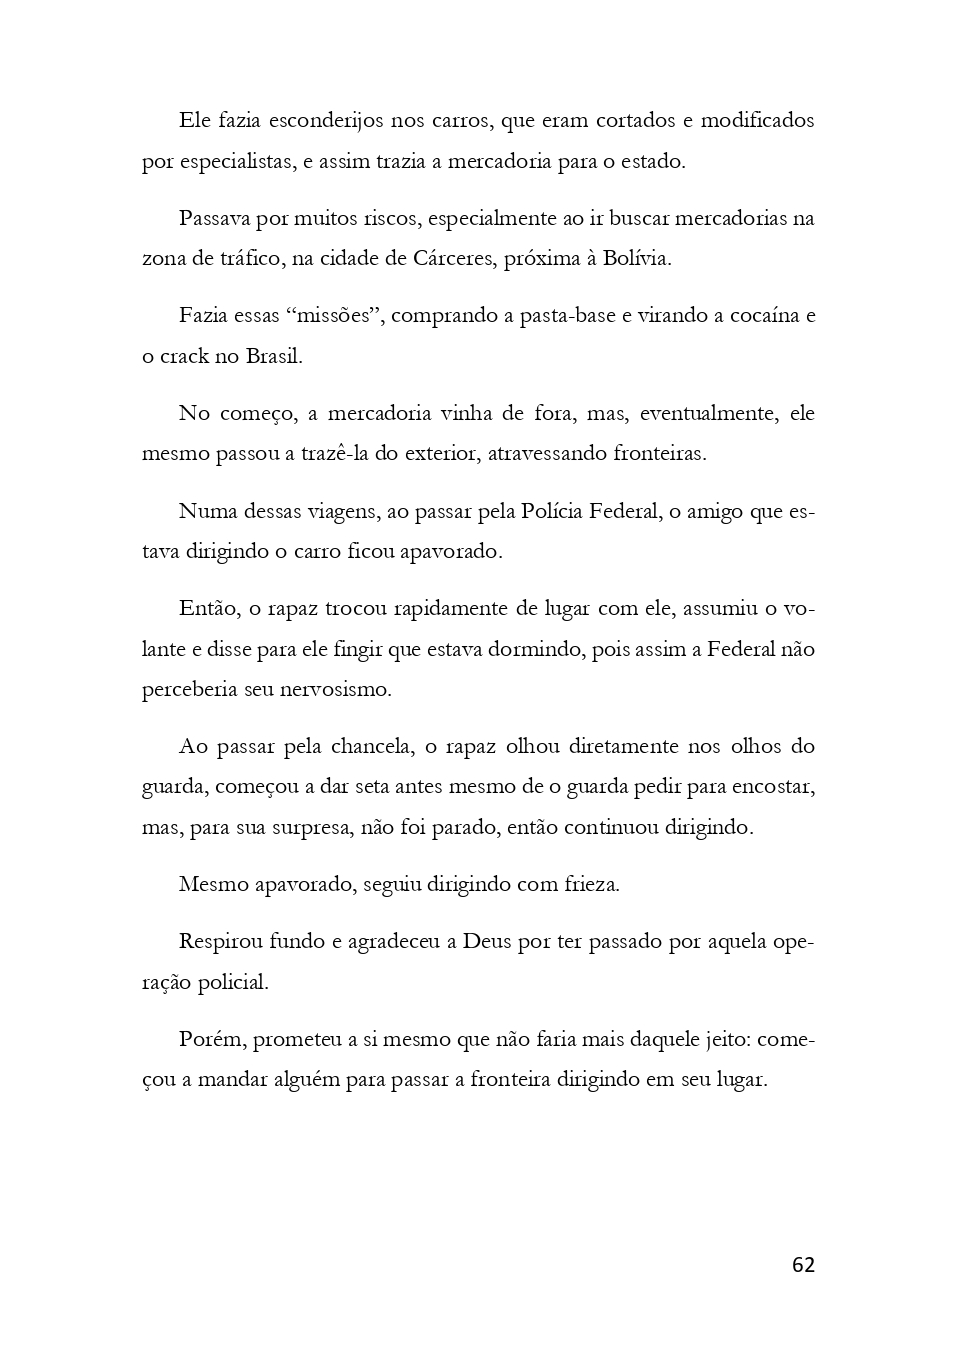 Ele fazia esconderijos nos carros, que eram cortados e modificados
por especialistas, e assim trazia a mercadoria para o estado.
Passava por muitos riscos, especialmente ao ir buscar mercadorias na
zona de tráfico, na cidade de Cárceres, próxima à Bolívia.
Fazia essas “missões”, comprando a pasta-base e virando a cocaína e
o crack no Brasil.
No começo, a mercadoria vinha de fora, mas, eventualmente, ele
mesmo passou a trazê-la do exterior, atravessando fronteiras.
Numa dessas viagens, ao passar pela Polícia Federal, o amigo que es-
tava dirigindo o carro ficou apavorado.
Então, o rapaz trocou rapidamente de lugar com ele, assumiu o vo-
lante e disse para ele fingir que estava dormindo, pois assim a Federal não
perceberia seu nervosismo.
Ao passar pela chancela, o rapaz olhou diretamente nos olhos do
guarda, começou a dar seta antes mesmo de o guarda pedir para encostar,
mas, para sua surpresa, não foi parado, então continuou dirigindo.
Mesmo apavorado, seguiu dirigindo com frieza.
Respirou fundo e agradeceu a Deus por ter passado por aquela ope-
ração policial.
Porém, prometeu a si mesmo que não faria mais daquele jeito: come-
çou a mandar alguém para passar a fronteira dirigindo em seu lugar.
62